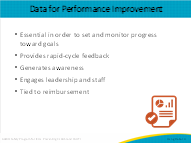 Data for Performance Improvement
• Essential in order to set and monitor progress
toward goals
• Provides rapid-cycle feedback
• Generates awareness
• Engages leadership and staff
• Tied to reimbursement